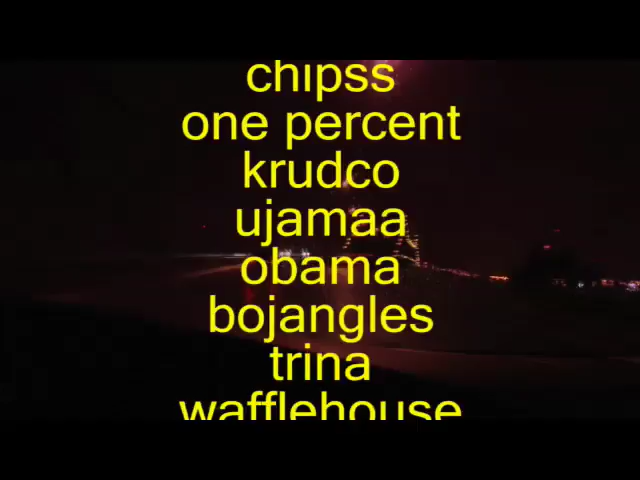 chipss
one percent
krudco
ujamaa
obama
bojangles
trina
wafflehouse